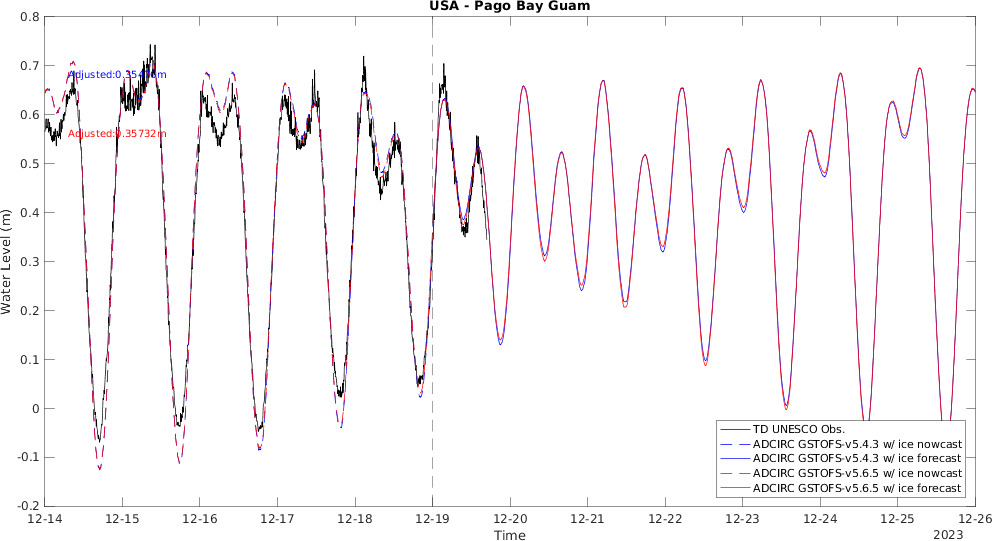 USA - Pago Bay Guam
0.8
0.7
0.6
0.5
0.4
0.3
0.2
0.1
0
-0.1
-0.2
Water Level (m)
Adjusted:0.35732m
TD UNESCO Obs.
ADCIRC GSTOFS-v5.4.3 w/ ice nowcast
ADCIRC GSTOFS-v5.4.3 w/ ice forecast
ADCIRC GSTOFS-v5.6.5 w/ ice nowcast
ADCIRC GSTOFS-v5.6.5 w/ ice forecast
12-14 12-15 12-16 12-17 12-18 12-19 12-20 12-21 12-22 12-23 12-24 12-25 12-26
Time
2023